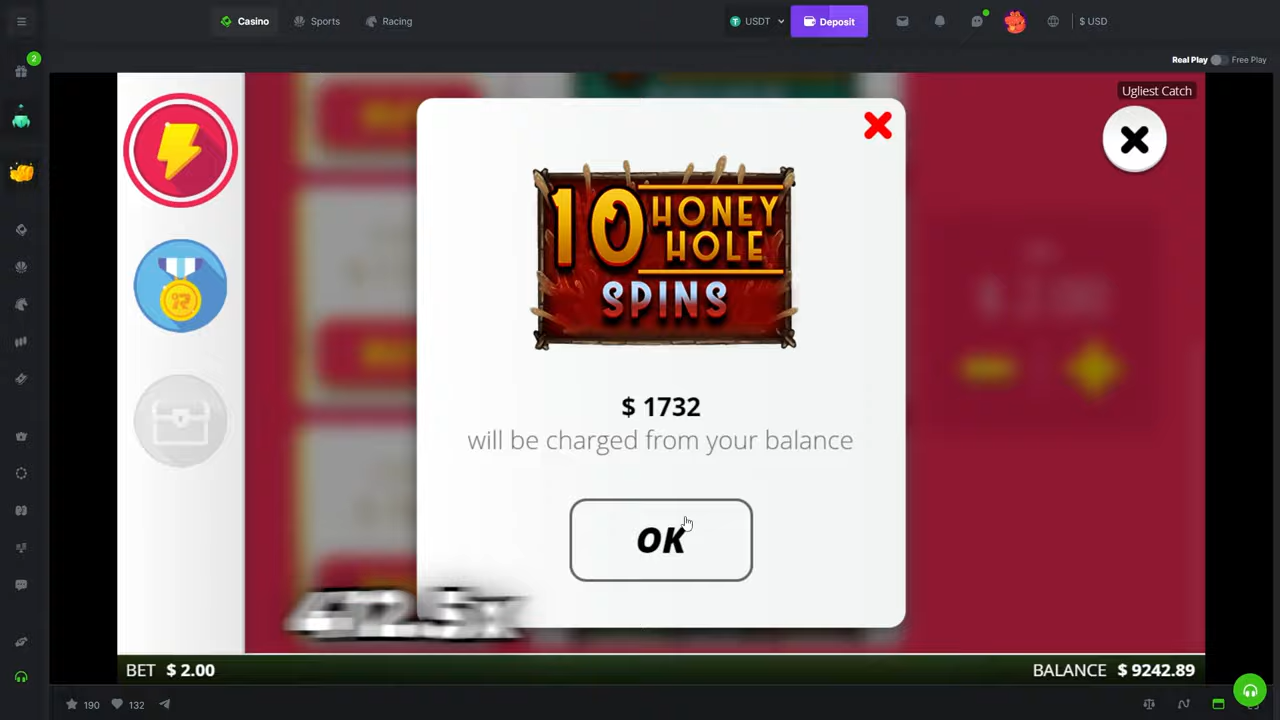 Casino
Sports
Racing
USDT
Deposit
$ USD
2
Real Play
Free Play
Ugliest Catch
10 HONEY
HOLE
SPINS
$ 1732
will be charged from your balance
OK
BET $ 2.00
BALANCE $ 9242.89
190
132